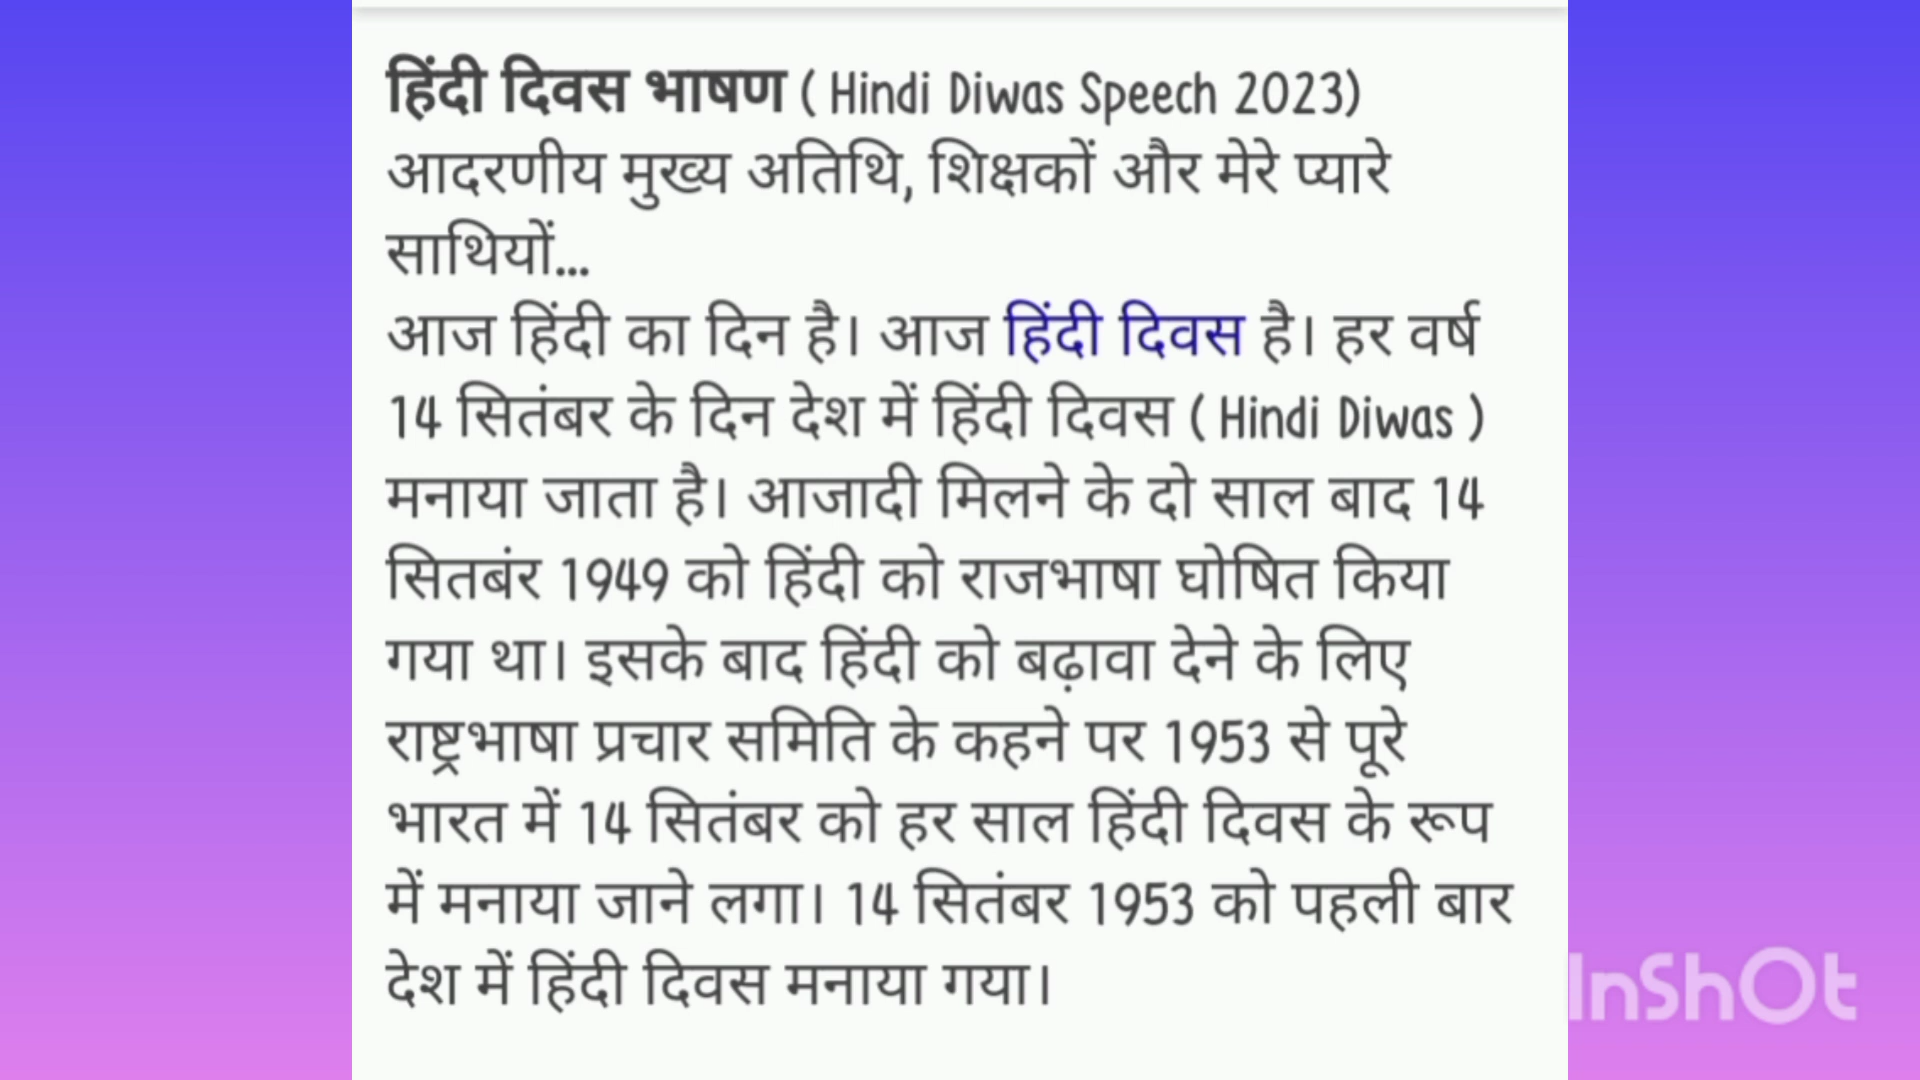 हिंदी दिवस भाषण ( Hindi Diwas Speech 2023)
आदरणीय मुख्य अतिथि, शिक्षकों और मेरे प्यारे
साथियों...
आज हिंदी का दिन है। आज हिंदी दिवस है। हर वर्ष
14 सितंबर के दिन देश में हिंदी दिवस ( Hindi Diwas )
मनाया जाता है। आजादी मिलने के दो साल बाद 14
सितबंर 1949 को हिंदी को राजभाषा घोषित किया
गया था। इसके बाद हिंदी को बढ़ावा देने के लिए
राष्ट्रभाषा प्रचार समिति के कहने पर 1953 से पूरे
भारत में 14 सितंबर को हर साल हिंदी दिवस के रूप
में मनाया जाने लगा। 14 सितंबर 1953 को पहली बार
देश में हिंदी दिवस मनाया गया।
InShOt